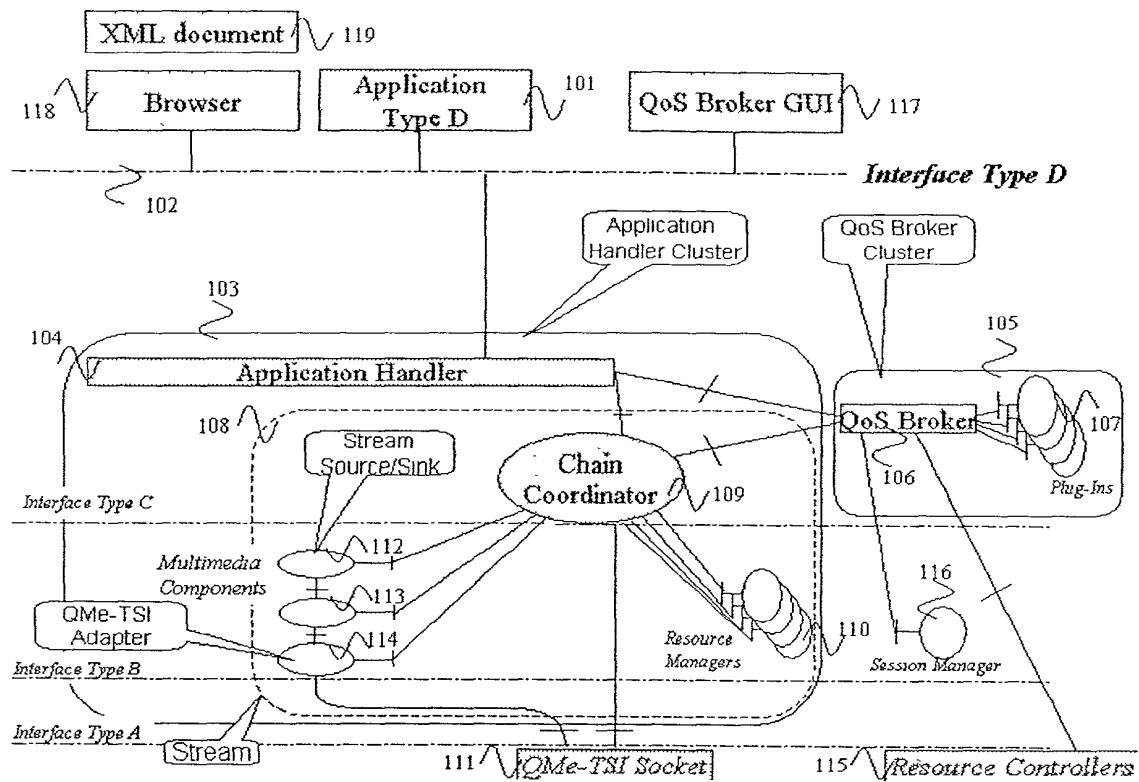 XML document
119
118
Browser
Application
Type D
101
QoS Broker GUI
117
102
Interface Type D
Application
Handler Cluster
QoS Broker
Cluster
103
104
Application Handler
105
QoS Broker
106
107
Plug-Ins
108
Stream
Source/Sink
Chain
Coordinator
109
Interface Type C
Multimedia
Components
112
113
114
QMe-TSI
Adapter
Resource
Managers
110
116
Session Manager
Interface Type B
Interface Type A
Stream
111
QMe-TSI Socket
115
Resource Controllers